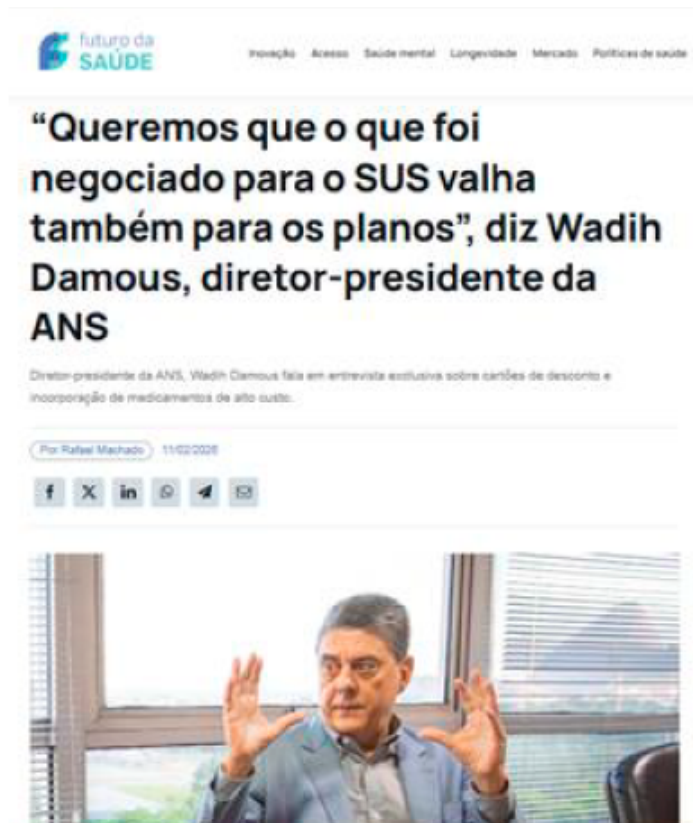 futuro da
SAÚDE
Inovação Acesso Saúde mental Longevidade Mercado Políticas de saúde
“Queremos que o que foi
negociado para o SUS valha
também para os planos”, diz Wadih
Damous, diretor-presidente da
ANS
Diretor-presidente da ANS, Wadih Damous fala em entrevista exclusiva sobre cartões de desconto e
incorporação de medicamentos de alto custo.
Por Rafael Machado 11/02/2026